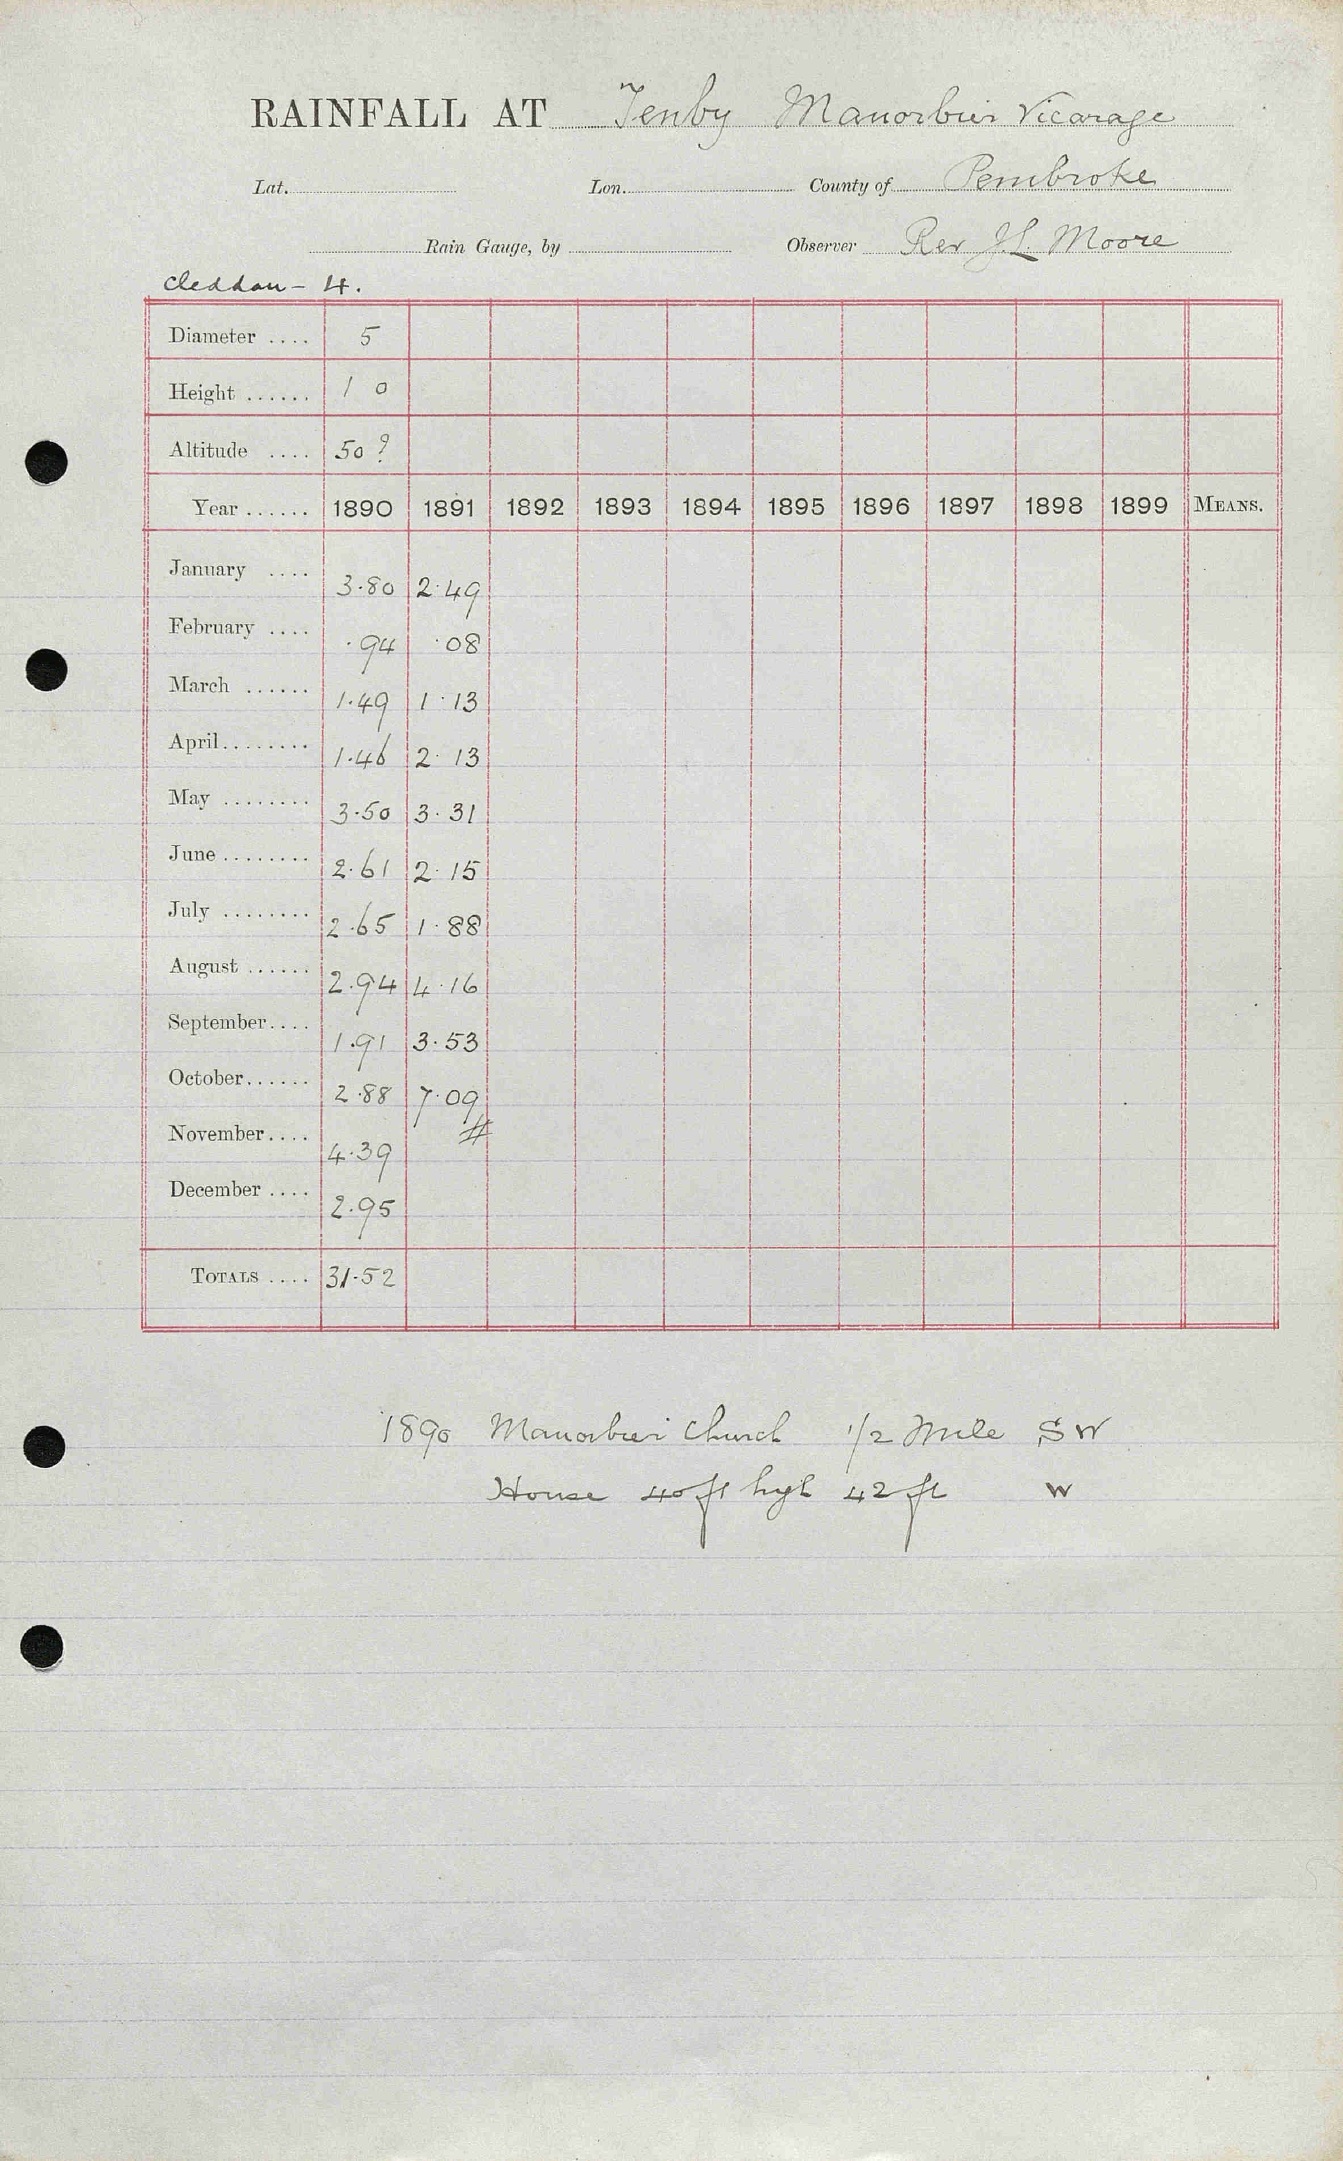 RAINFALL AT Tenby Manorbier Vicarage
Lat. Lon. County of Pembroke
Rain Gauge, by Observer Rev J.L. Moore
Cleddau - 4.
Diameter .... 5
Height ...... 1 0
Altitude .... 50 ?
Year ...... 1890 1891 1892 1893 1894 1895 1896 1897 1898 1899 MEANS.
January .... 3.80 2.49
February .... .94 .08
March ...... 1.49 1.13
April........ 1.46 2.13
May ........ 3.50 3.31
June ........ 2.61 2.15
July ........ 2.65 1.88
August ...... 2.94 4.16
September.... 1.91 3.53
October...... 2.88 7.09
November.... 4.39 #
December .... 2.95
TOTALS .... 31.52
1890 Manorbier Church 1/2 Mile SW
House 40 ft high 42 ft W